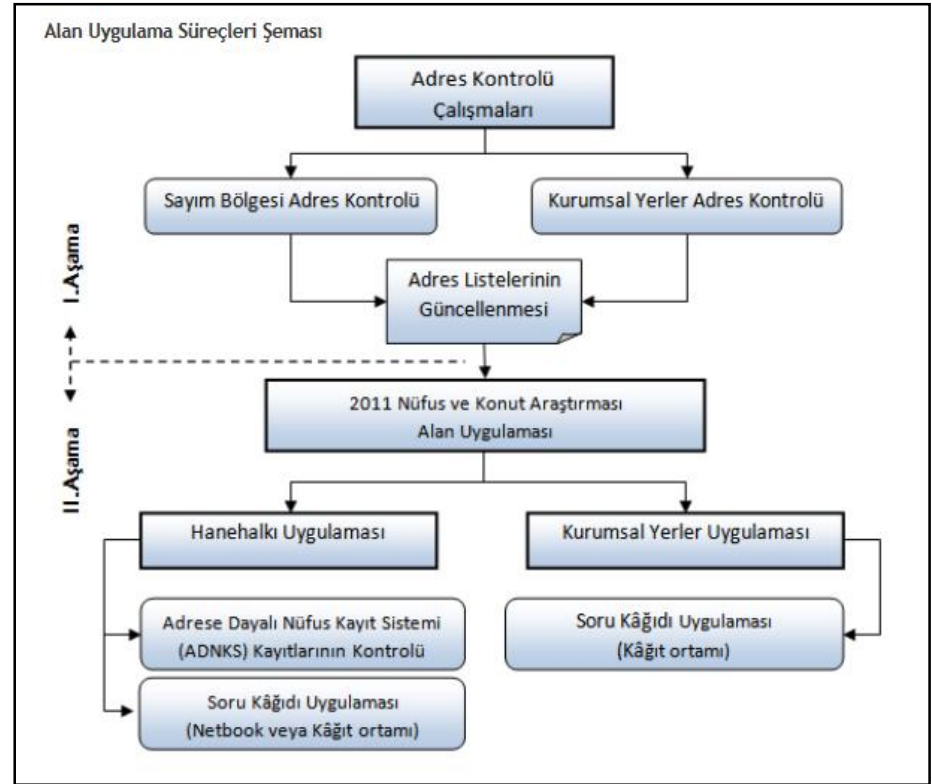 Alan Uygulama Süreçleri Şeması
Adres Kontrolü
Çalışmaları
Sayım Bölgesi Adres Kontrolü
Kurumsal Yerler Adres Kontrolü
I.Aşama
Adres Listelerinin
Güncellenmesi
II.Aşama
2011 Nüfus ve Konut Araştırması
Alan Uygulaması
Hanehalkı Uygulaması
Kurumsal Yerler Uygulaması
Adrese Dayalı Nüfus Kayıt Sistemi
(ADNKS) Kayıtlarının Kontrolü
Soru Kâğıdı Uygulaması
(Kâğıt ortamı)
Soru Kâğıdı Uygulaması
(Netbook veya Kâğıt ortamı)